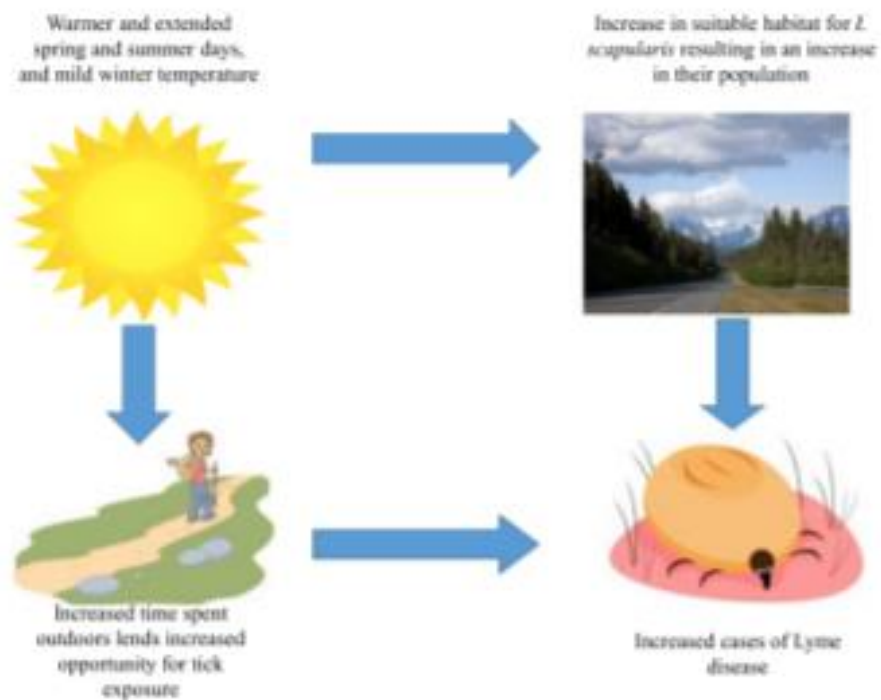 Warmer and extended
spring and summer days,
and mild winter temperature
Increase in suitable habitat for I.
scapularis resulting in an increase
in their population
Increased time spent
outdoors lends increased
opportunity for tick
exposure
Increased cases of Lyme
disease